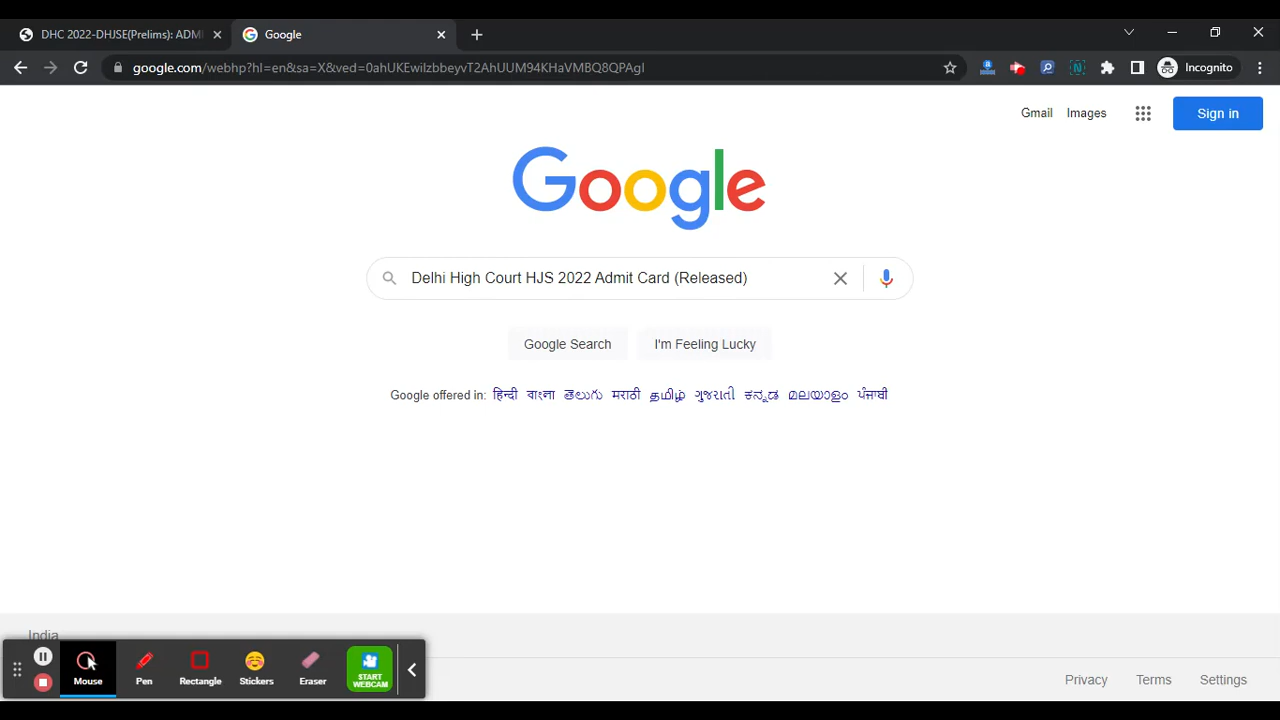 DHC 2022-DHJSE(Prelims): ADMI
Google
google.com/webhp?hl=en&sa=X&ved=0ahUKEwiIzbbeyvT2AhUUM94KHaVMBQ8QPAgI
Incognito
Gmail Images Sign in
Google
Delhi High Court HJS 2022 Admit Card (Released)
Google Search I'm Feeling Lucky
Google offered in: हिन्दी বাংলা తెలుగు मराठी தமிழ் ગુજરાતી ಕನ್ನಡ മലയാളം ਪੰਜਾਬੀ
India
Mouse Pen Rectangle Stickers Eraser START WEBCAM
Privacy Terms Settings